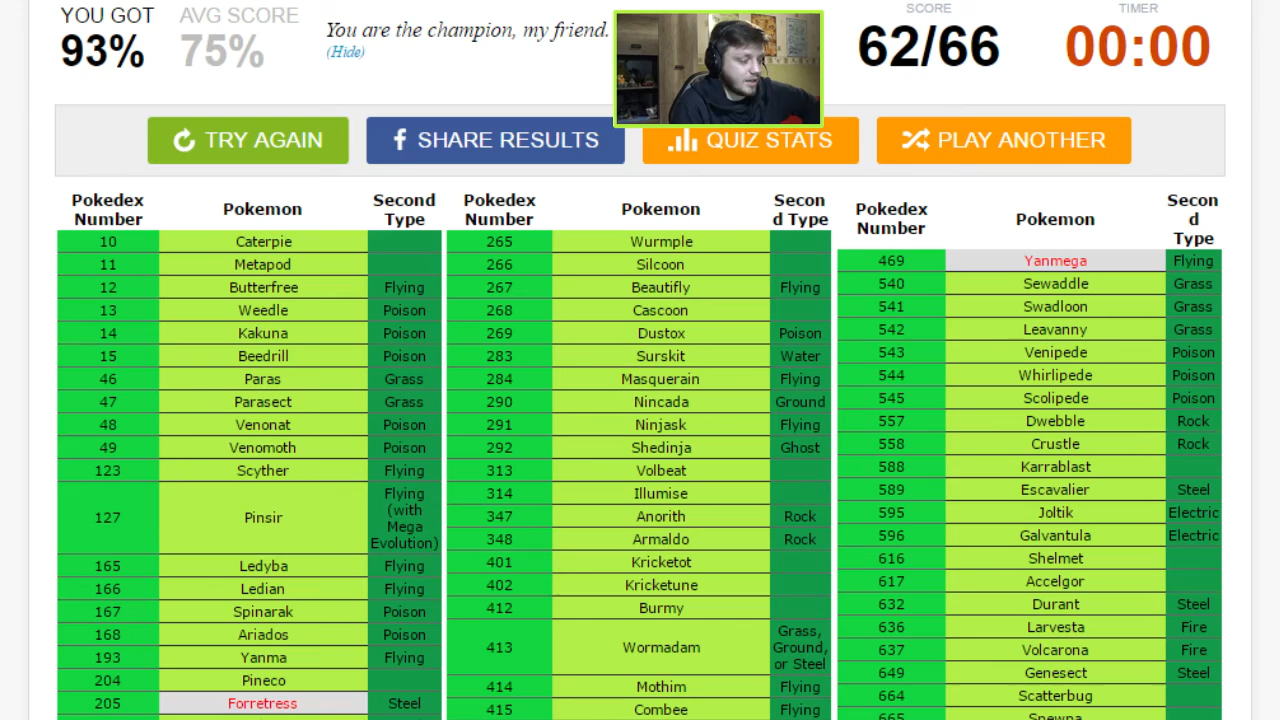 YOU GOT
93%
AVG SCORE
75%
You are the champion, my friend.
(Hide)
SCORE
62/66
TIMER
00:00
TRY AGAIN
SHARE RESULTS
QUIZ STATS
PLAY ANOTHER
Pokedex Number Pokemon Second Type
10 Caterpie
11 Metapod
12 Butterfree Flying
13 Weedle Poison
14 Kakuna Poison
15 Beedrill Poison
46 Paras Grass
47 Parasect Grass
48 Venonat Poison
49 Venomoth Poison
123 Scyther Flying
127 Pinsir Flying (with Mega Evolution)
165 Ledyba Flying
166 Ledian Flying
167 Spinarak Poison
168 Ariados Poison
193 Yanma Flying
204 Pineco
205 Forretress Steel
Pokedex Number Pokemon Secon d Type
265 Wurmple
266 Silcoon
267 Beautifly Flying
268 Cascoon
269 Dustox Poison
283 Surskit Water
284 Masquerain Flying
290 Nincada Ground
291 Ninjask Flying
292 Shedinja Ghost
313 Volbeat
314 Illumise
347 Anorith Rock
348 Armaldo Rock
401 Kricketot
402 Kricketune
412 Burmy
413 Wormadam Grass, Ground, or Steel
414 Mothim Flying
415 Combee Flying
Pokedex Number Pokemon Secon d Type
469 Yanmega Flying
540 Sewaddle Grass
541 Swadloon Grass
542 Leavanny Grass
543 Venipede Poison
544 Whirlipede Poison
545 Scolipede Poison
557 Dwebble Rock
558 Crustle Rock
588 Karrablast
589 Escavalier Steel
595 Joltik Electric
596 Galvantula Electric
616 Shelmet
617 Accelgor
632 Durant Steel
636 Larvesta Fire
637 Volcarona Fire
649 Genesect Steel
664 Scatterbug
665 Spewpa